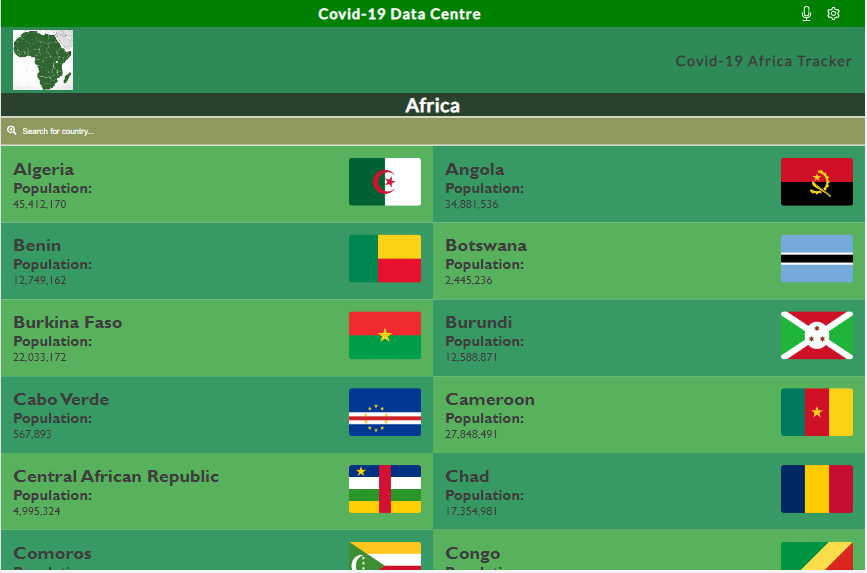 Covid-19 Data Centre
Covid-19 Africa Tracker
Africa
Search for country...
Algeria
Population:
45,412,170
Angola
Population:
34,881,536
Benin
Population:
12,749,162
Botswana
Population:
2,445,236
Burkina Faso
Population:
22,033,172
Burundi
Population:
12,588,871
Cabo Verde
Population:
567,893
Cameroon
Population:
27,848,491
Central African Republic
Population:
4,995,324
Chad
Population:
17,354,981
Comoros
Congo